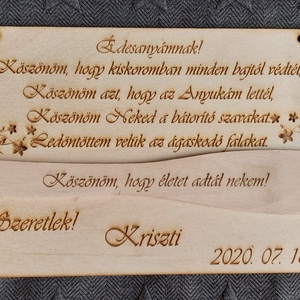 Édesanyámnak!
Köszönöm, hogy kiskoromban minden bajtól védtél
Köszönöm azt, hogy az Anyukám lettél,
Köszönöm Neked a bátorító szavakat
Ledöntöttem velük az ágaskodó falakat.
Köszönöm, hogy életet adtál nekem!
Szeretlek!
Kriszti
2020. 07. 1